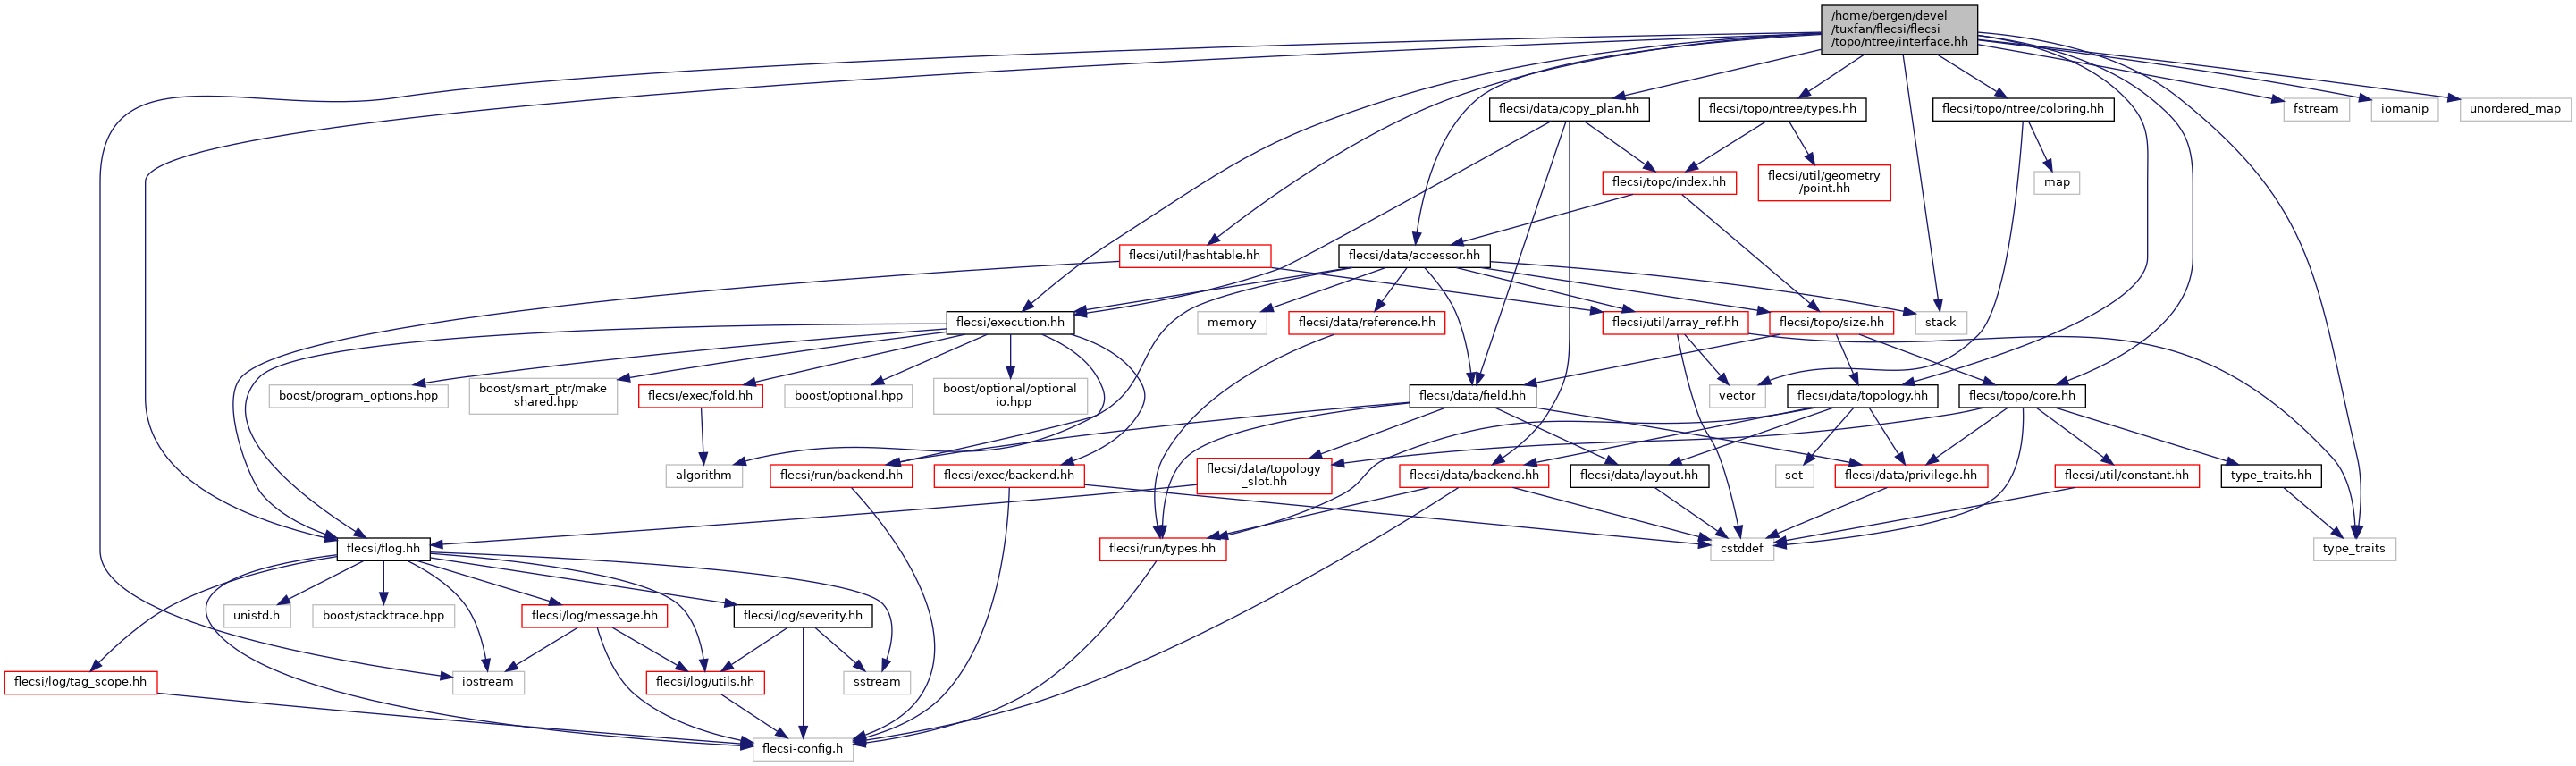 /home/bergen/devel
/tuxfan/flecsi/flecsi
/topo/ntree/interface.hh
flecsi/data/copy_plan.hh
flecsi/topo/ntree/types.hh
flecsi/topo/ntree/coloring.hh
fstream
iomanip
unordered_map
flecsi/topo/index.hh
flecsi/util/geometry
/point.hh
map
flecsi/util/hashtable.hh
flecsi/data/accessor.hh
flecsi/execution.hh
memory
flecsi/data/reference.hh
flecsi/util/array_ref.hh
flecsi/topo/size.hh
stack
boost/program_options.hpp
boost/smart_ptr/make
_shared.hpp
flecsi/exec/fold.hh
boost/optional.hpp
boost/optional/optional
_io.hpp
flecsi/data/field.hh
vector
flecsi/data/topology.hh
flecsi/topo/core.hh
algorithm
flecsi/run/backend.hh
flecsi/exec/backend.hh
flecsi/data/topology
_slot.hh
flecsi/data/backend.hh
flecsi/data/layout.hh
set
flecsi/data/privilege.hh
flecsi/util/constant.hh
type_traits.hh
flecsi/flog.hh
flecsi/run/types.hh
cstddef
type_traits
unistd.h
boost/stacktrace.hpp
flecsi/log/message.hh
flecsi/log/severity.hh
flecsi/log/tag_scope.hh
iostream
flecsi/log/utils.hh
sstream
flecsi-config.h